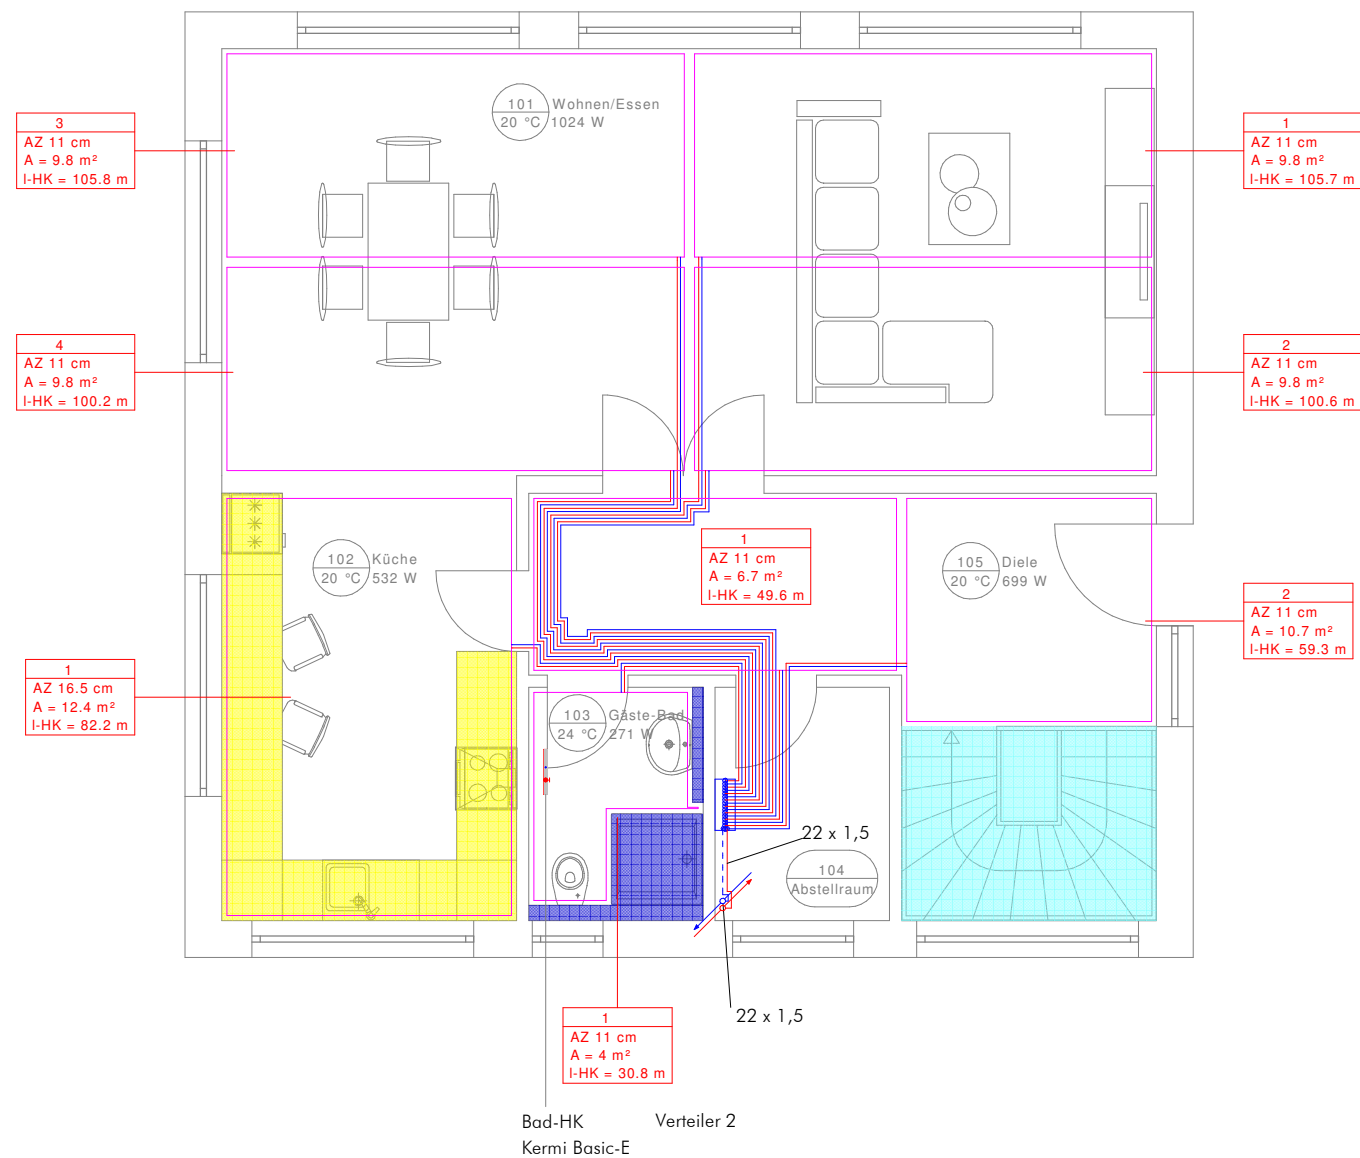 101 Wohnen/Essen
20 °C 1024 W
3
AZ 11 cm
A = 9.8 m²
l-HK = 105.8 m
1
AZ 11 cm
A = 9.8 m²
l-HK = 105.7 m
4
AZ 11 cm
A = 9.8 m²
l-HK = 100.2 m
2
AZ 11 cm
A = 9.8 m²
l-HK = 100.6 m
102 Küche
20 °C 532 W
1
AZ 11 cm
A = 6.7 m²
l-HK = 49.6 m
105 Diele
20 °C 699 W
2
AZ 11 cm
A = 10.7 m²
l-HK = 59.3 m
1
AZ 16.5 cm
A = 12.4 m²
l-HK = 82.2 m
103 Gäste-Bad
24 °C 271 W
22 x 1,5
104
Abstellraum
22 x 1,5
1
AZ 11 cm
A = 4 m²
l-HK = 30.8 m
Bad-HK
Kermi Basic-E
Verteiler 2